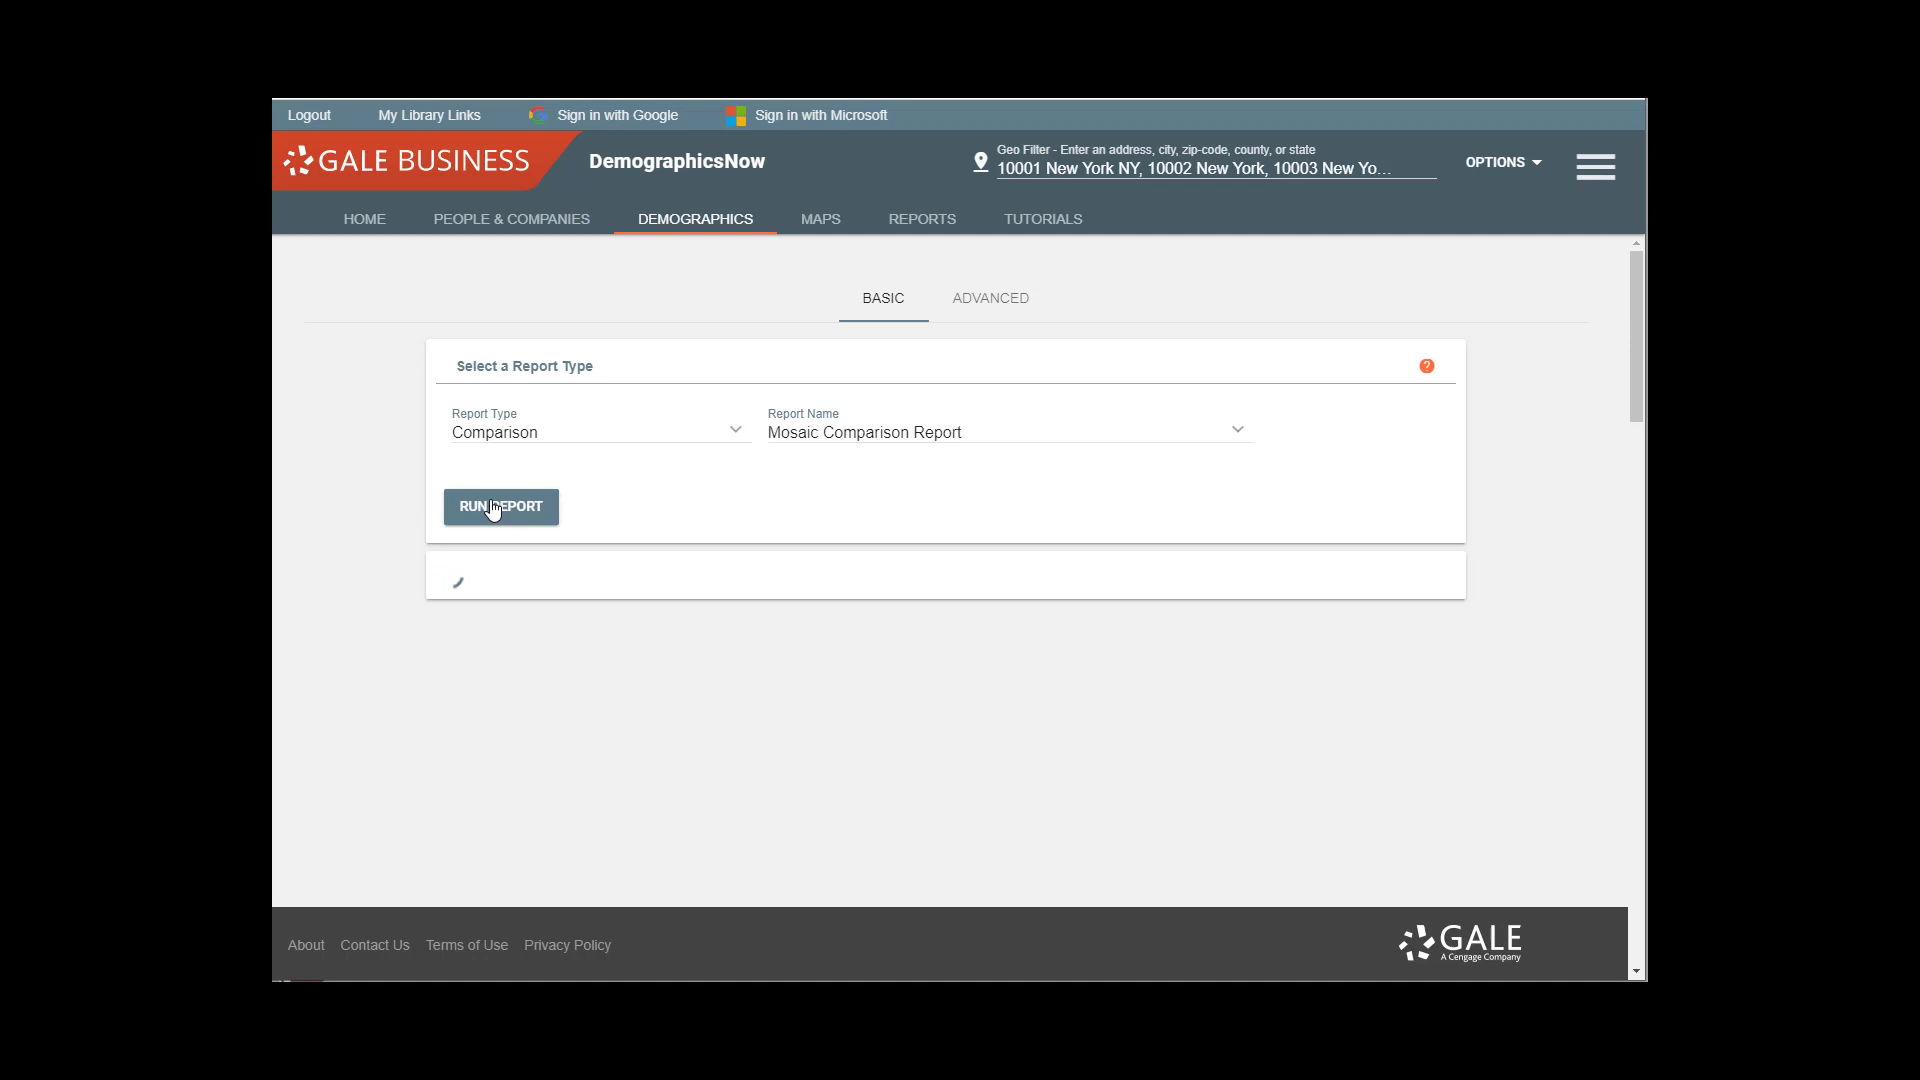 Logout My Library Links Sign in with Google Sign in with Microsoft
GALE BUSINESS DemographicsNow
Geo Filter - Enter an address, city, zip-code, county, or state
10001 New York NY, 10002 New York, 10003 New Yo...
OPTIONS
HOME PEOPLE & COMPANIES DEMOGRAPHICS MAPS REPORTS TUTORIALS
BASIC ADVANCED
Select a Report Type ?
Report Type Report Name
Comparison Mosaic Comparison Report
RUN REPORT
About Contact Us Terms of Use Privacy Policy
GALE
A Cengage Company